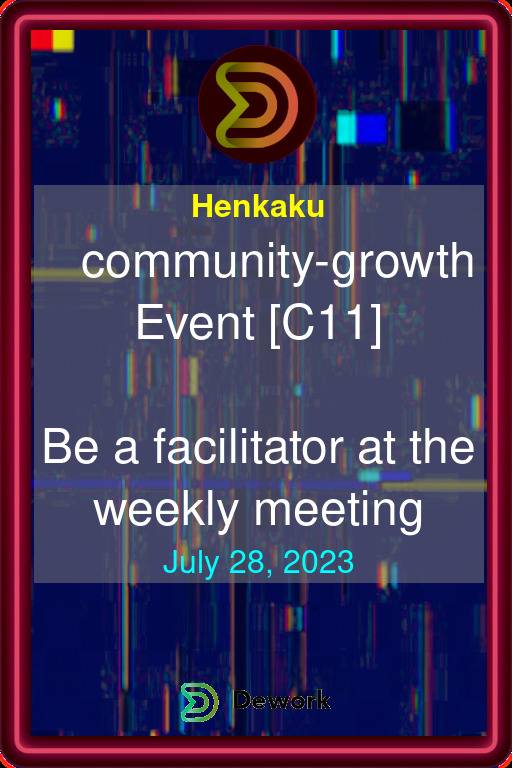 Henkaku
community-growth
Event [C11]
Be a facilitator at the
weekly meeting
July 28, 2023
Dework